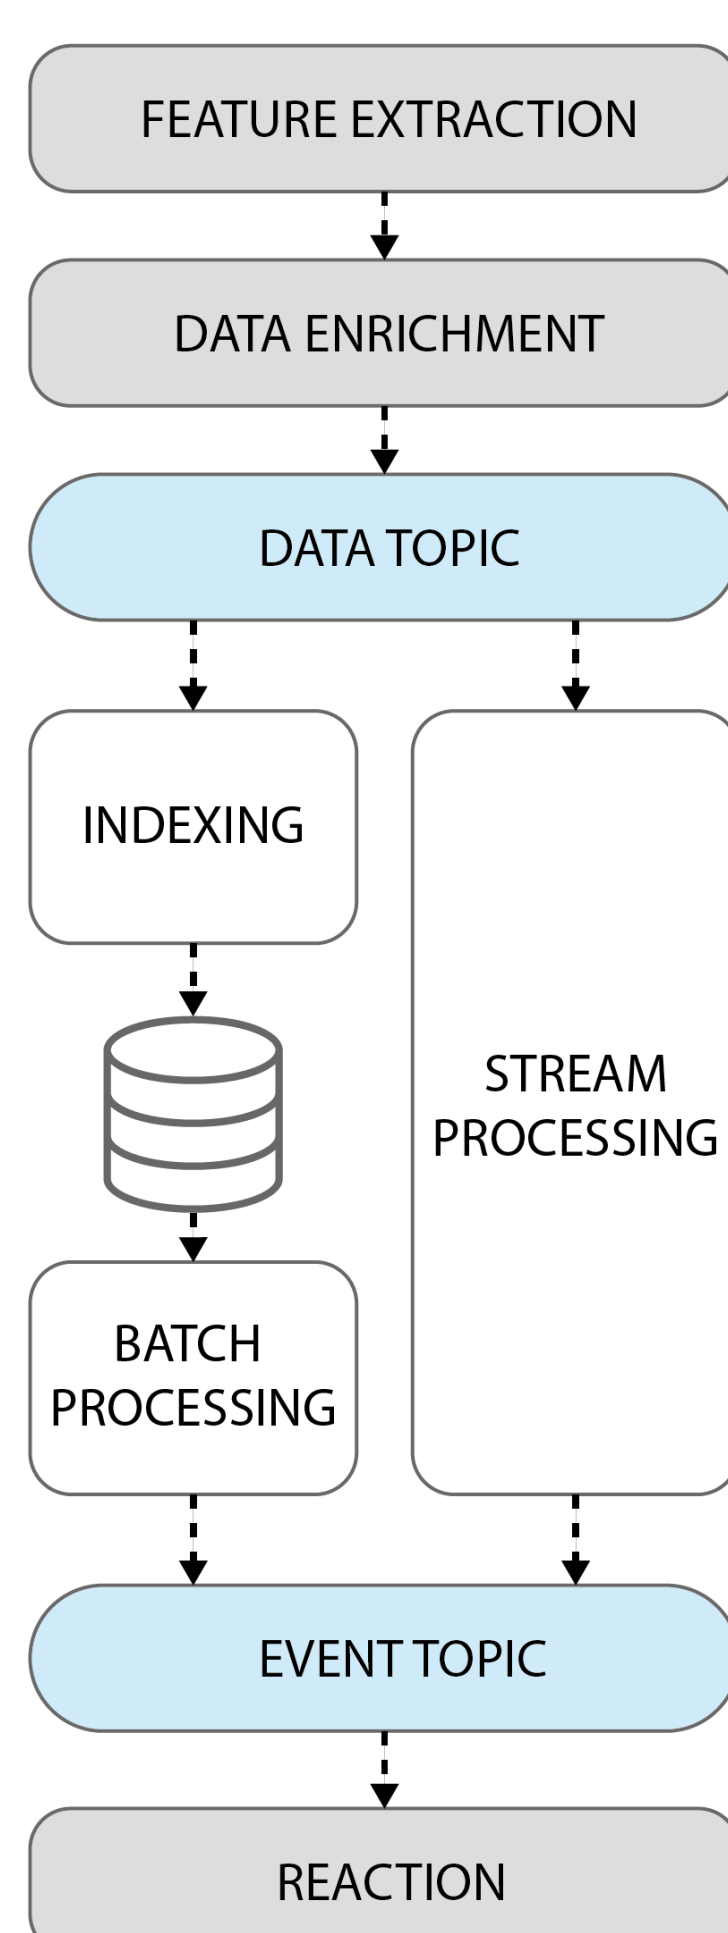 FEATURE EXTRACTION
DATA ENRICHMENT
DATA TOPIC
INDEXING
STREAM
PROCESSING
BATCH
PROCESSING
EVENT TOPIC
REACTION